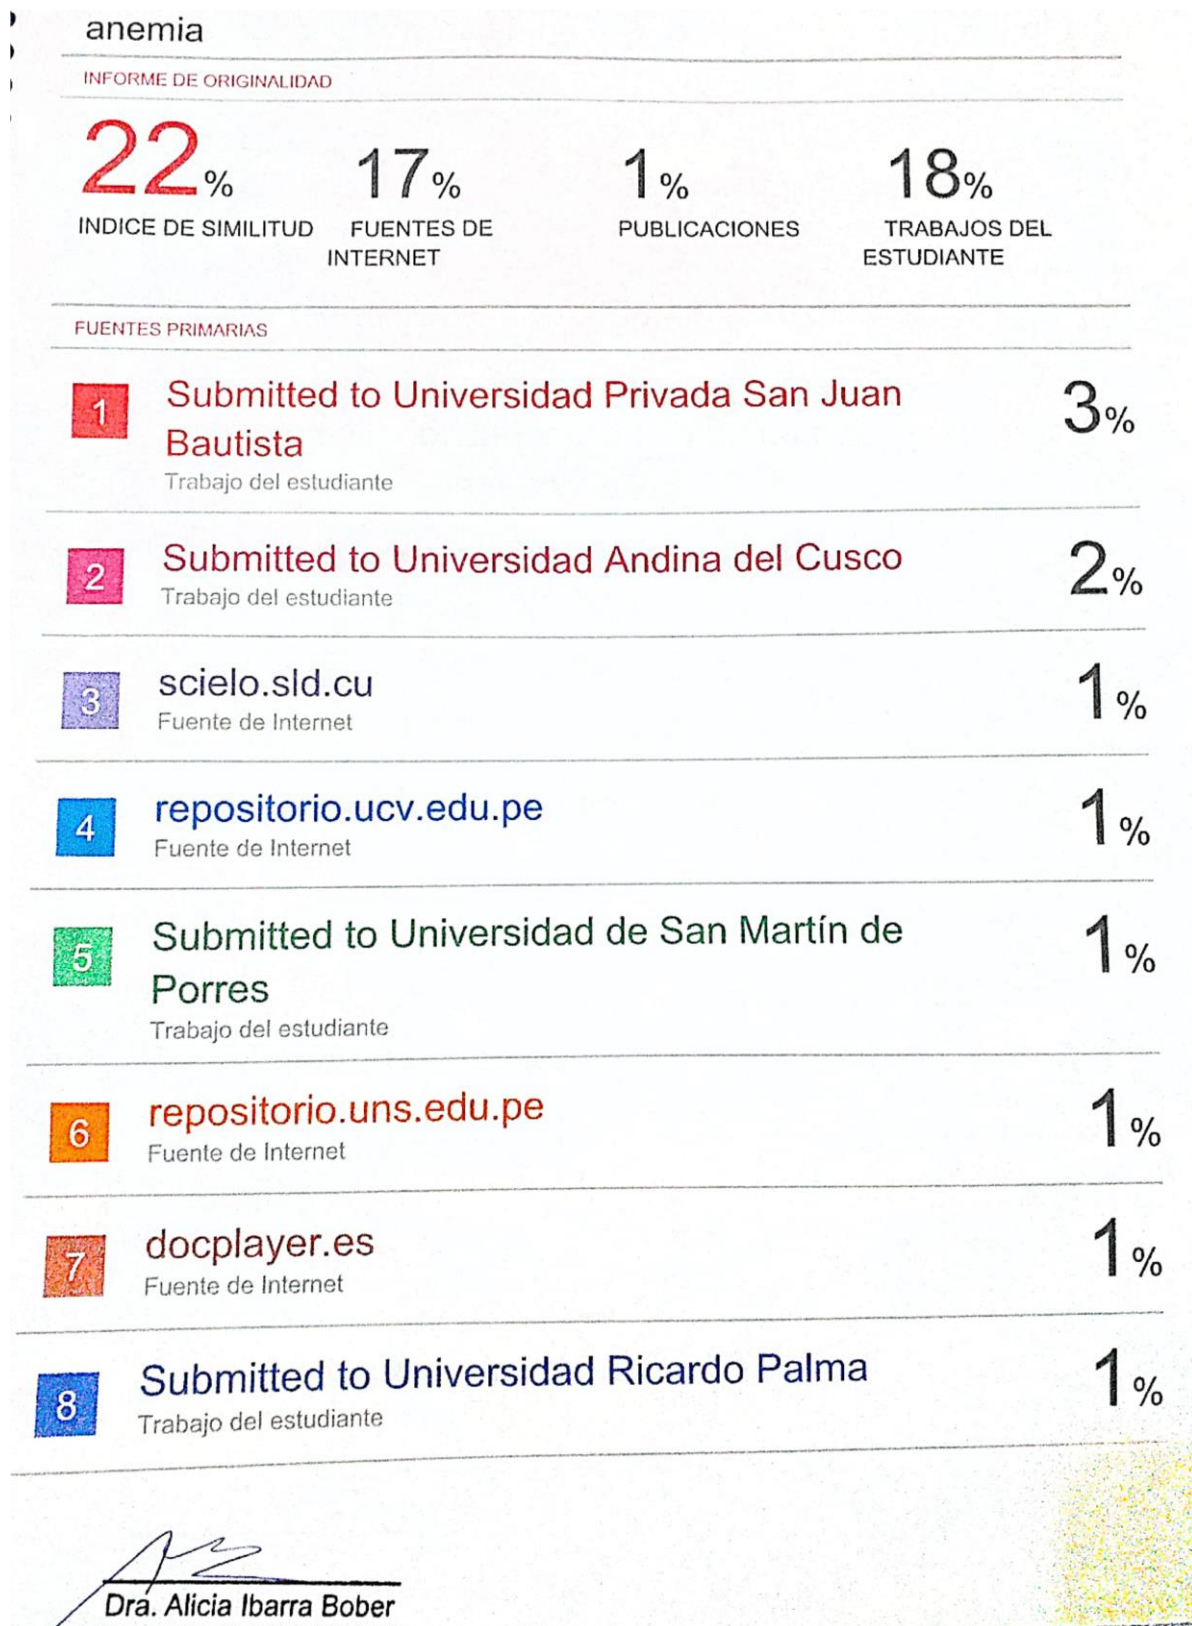 anemia
INFORME DE ORIGINALIDAD
22% 17% 1% 18%
INDICE DE SIMILITUD FUENTES DE PUBLICACIONES TRABAJOS DEL
INTERNET ESTUDIANTE
FUENTES PRIMARIAS
1 Submitted to Universidad Privada San Juan 3%
Bautista
Trabajo del estudiante
2 Submitted to Universidad Andina del Cusco 2%
Trabajo del estudiante
3 scielo.sld.cu 1%
Fuente de Internet
4 repositorio.ucv.edu.pe 1%
Fuente de Internet
5 Submitted to Universidad de San Martín de 1%
Porres
Trabajo del estudiante
6 repositorio.uns.edu.pe 1%
Fuente de Internet
7 docplayer.es 1%
Fuente de Internet
8 Submitted to Universidad Ricardo Palma 1%
Trabajo del estudiante
Dra. Alicia Ibarra Bober